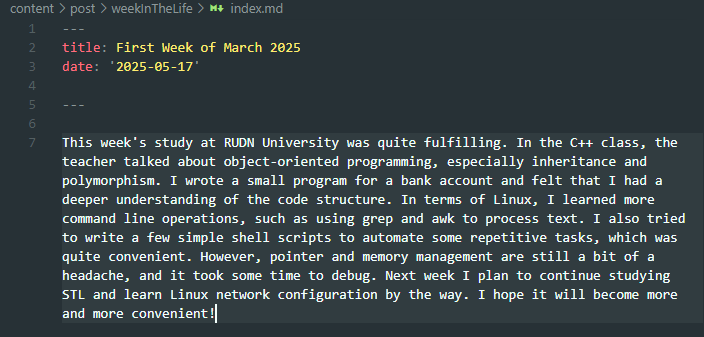 content > post > weekInTheLife > index.md
1 ---
2 title: First Week of March 2025
3 date: '2025-05-17'
4
5 ---
6
7 This week's study at RUDN University was quite fulfilling. In the C++ class, the
teacher talked about object-oriented programming, especially inheritance and
polymorphism. I wrote a small program for a bank account and felt that I had a
deeper understanding of the code structure. In terms of Linux, I learned more
command line operations, such as using grep and awk to process text. I also tried
to write a few simple shell scripts to automate some repetitive tasks, which was
quite convenient. However, pointer and memory management are still a bit of a
headache, and it took some time to debug. Next week I plan to continue studying
STL and learn Linux network configuration by the way. I hope it will become more
and more convenient!